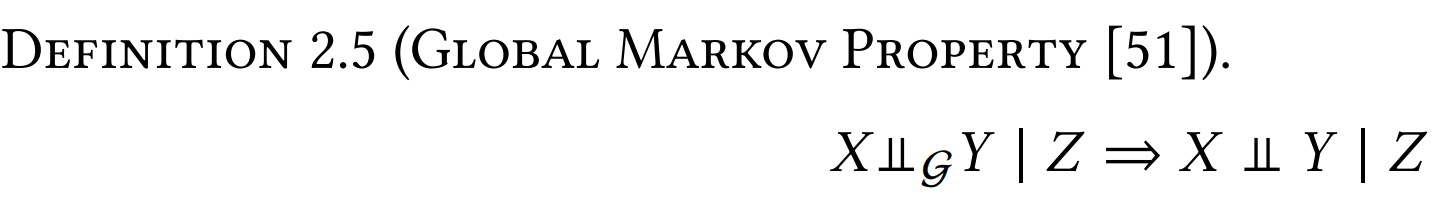 Definition 2.5 (Global Markov Property [51]).
X ⫫_𝒢 Y | Z ⇒ X ⫫ Y | Z